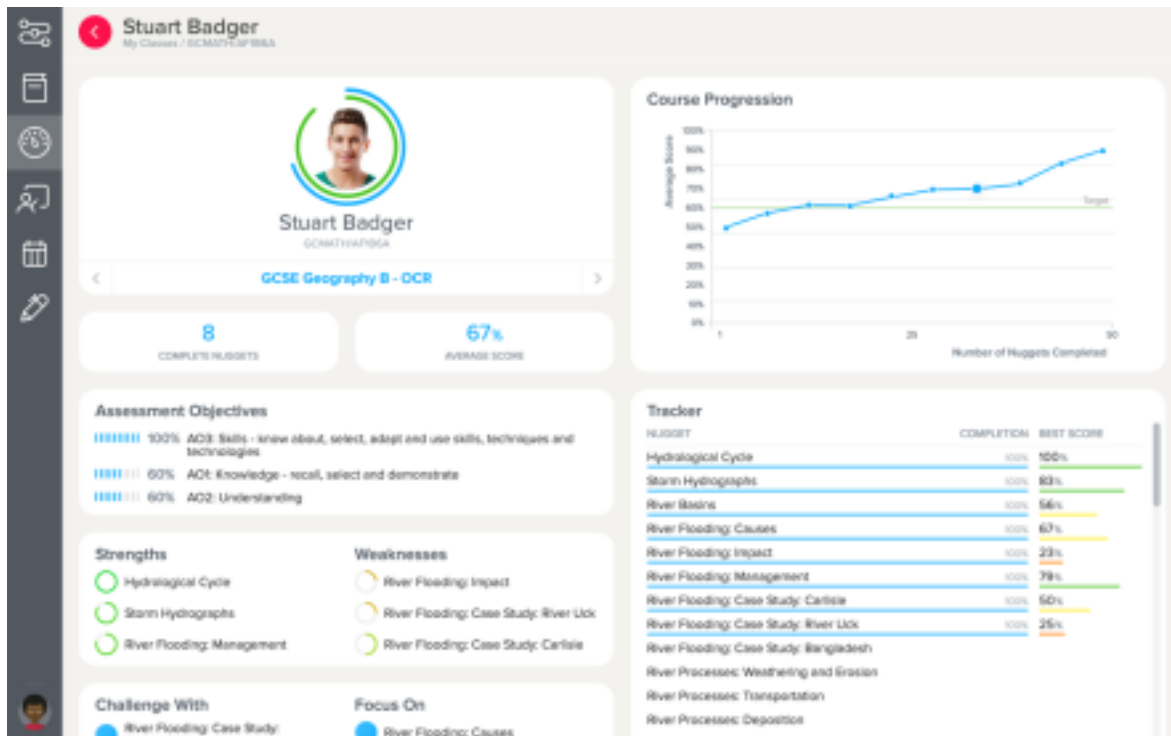 Stuart Badger
My Classes /
Stuart Badger
GCSE Geography B - OCR
8
COMPLETE NUGGETS
67%
AVERAGE SCORE
Assessment Objectives
100% AO3: Skills - know about, select, adapt and use skills, techniques and
technologies
60% AO1: Knowledge - recall, select and demonstrate
60% AO2: Understanding
Strengths
Hydrological Cycle
Storm Hydrographs
River Flooding: Management
Weaknesses
River Flooding: Impact
River Flooding: Case Study: River Uck
River Flooding: Case Study: Carlisle
Challenge With
River Flooding: Case Study:
Focus On
River Flooding: Causes
Course Progression
Average Score
100%
90%
80%
70%
60%
50%
40%
30%
20%
10%
0%
Target
1
25
50
Number of Nuggets Completed
Tracker
NUGGET COMPLETION BEST SCORE
Hydrological Cycle 100% 100%
Storm Hydrographs 100% 83%
River Basins 100% 56%
River Flooding: Causes 100% 67%
River Flooding: Impact 100% 23%
River Flooding: Management 100% 79%
River Flooding: Case Study: Carlisle 100% 50%
River Flooding: Case Study: River Uck 100% 25%
River Flooding: Case Study: Bangladesh
River Processes: Weathering and Erosion
River Processes: Transportation
River Processes: Deposition